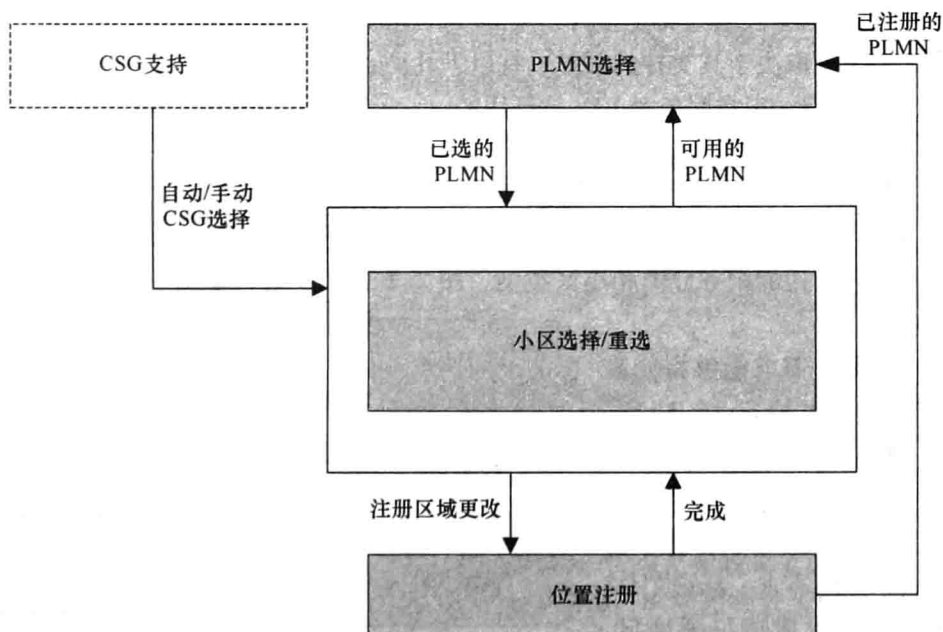 CSG支持
PLMN选择
已注册的
PLMN
已选的
PLMN
可用的
PLMN
自动/手动
CSG选择
小区选择/重选
注册区域更改
完成
位置注册